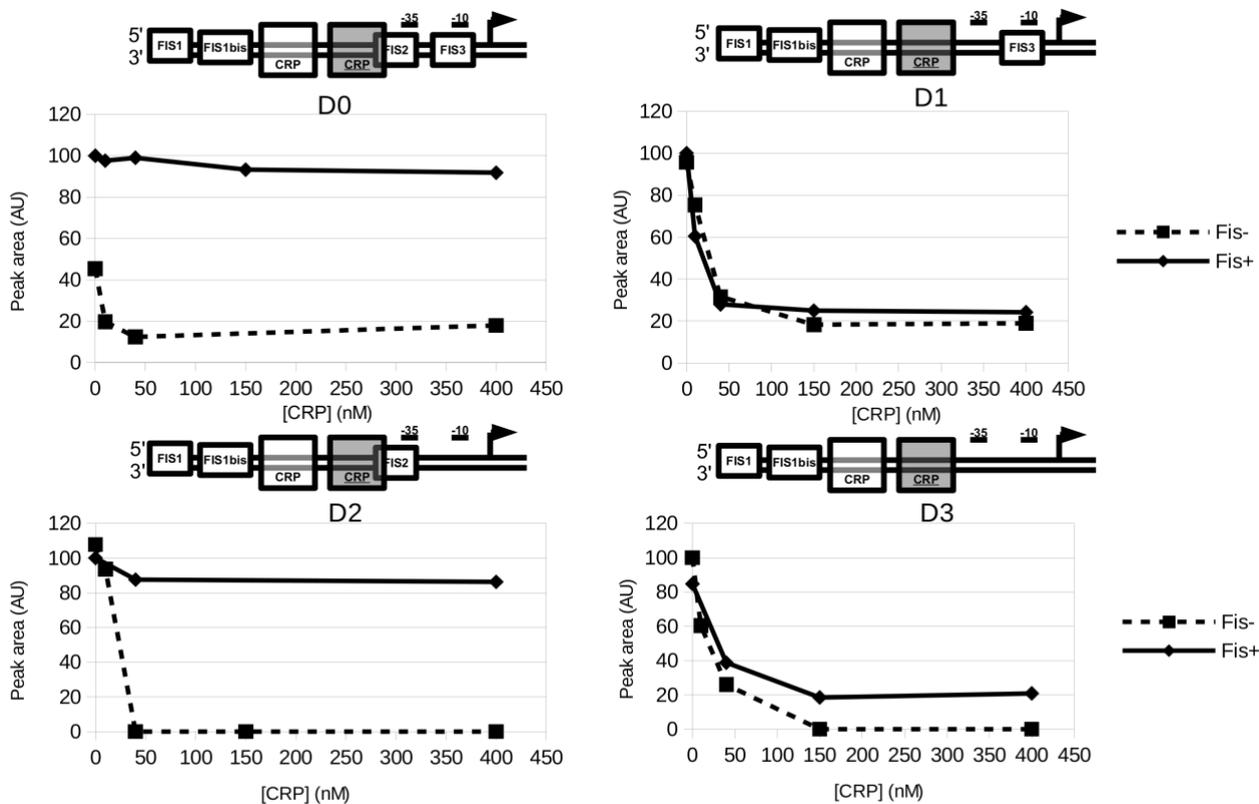 -35 -10
5' FIS1 FIS1bis CRP CRP FIS2 FIS3
3'
D0
Peak area (AU)
120
100
80
60
40
20
0
0 50 100 150 200 250 300 350 400 450
[CRP] (nM)
-35 -10
5' FIS1 FIS1bis CRP CRP FIS3
3'
D1
Peak area (AU)
120
100
80
60
40
20
0
0 50 100 150 200 250 300 350 400 450
[CRP] (nM)
Fis-
Fis+
-35 -10
5' FIS1 FIS1bis CRP CRP FIS2
3'
D2
Peak area (AU)
120
100
80
60
40
20
0
0 50 100 150 200 250 300 350 400 450
[CRP] (nM)
-35 -10
5' FIS1 FIS1bis CRP CRP
3'
D3
Peak area (AU)
120
100
80
60
40
20
0
0 50 100 150 200 250 300 350 400 450
[CRP] (nM)
Fis-
Fis+